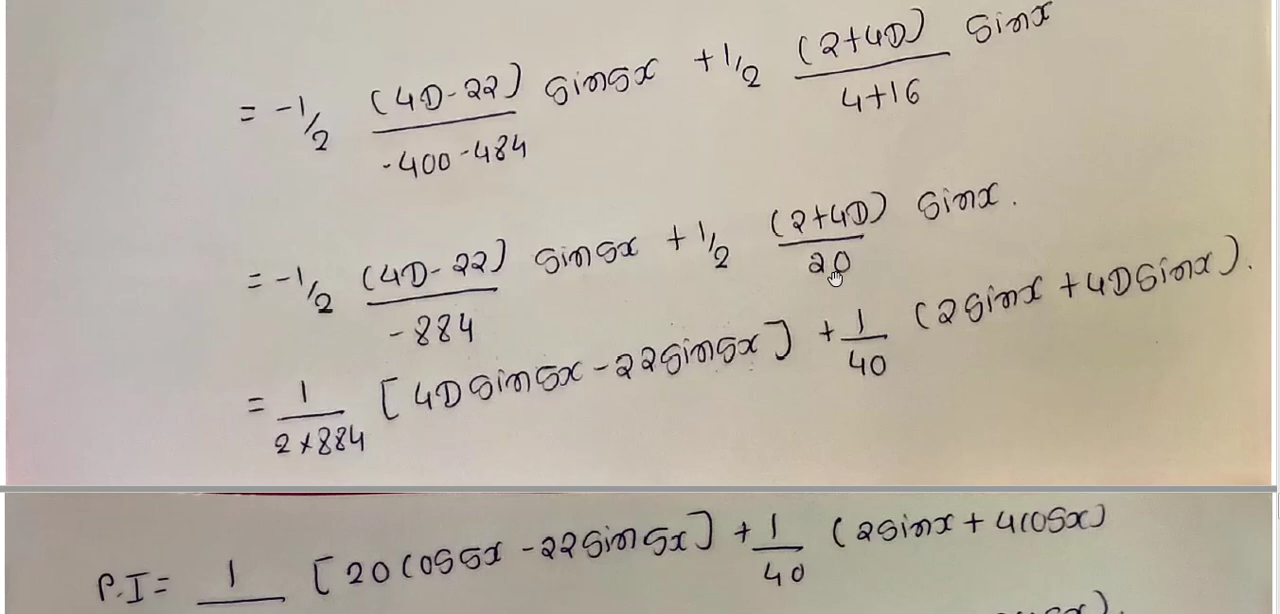 = -1/2 (4D-22)/(-400-484) sin5x + 1/2 (2+4D)/(4+16) sinx
= -1/2 (4D-22)/(-884) sin5x + 1/2 (2+4D)/20 sinx.
= 1/(2×884) [4D sin5x - 22 sin5x] + 1/40 (2 sinx + 4D sinx).
P.I = 1/ [20 cos5x - 22 sin5x] + 1/40 (2 sinx + 4 cosx)